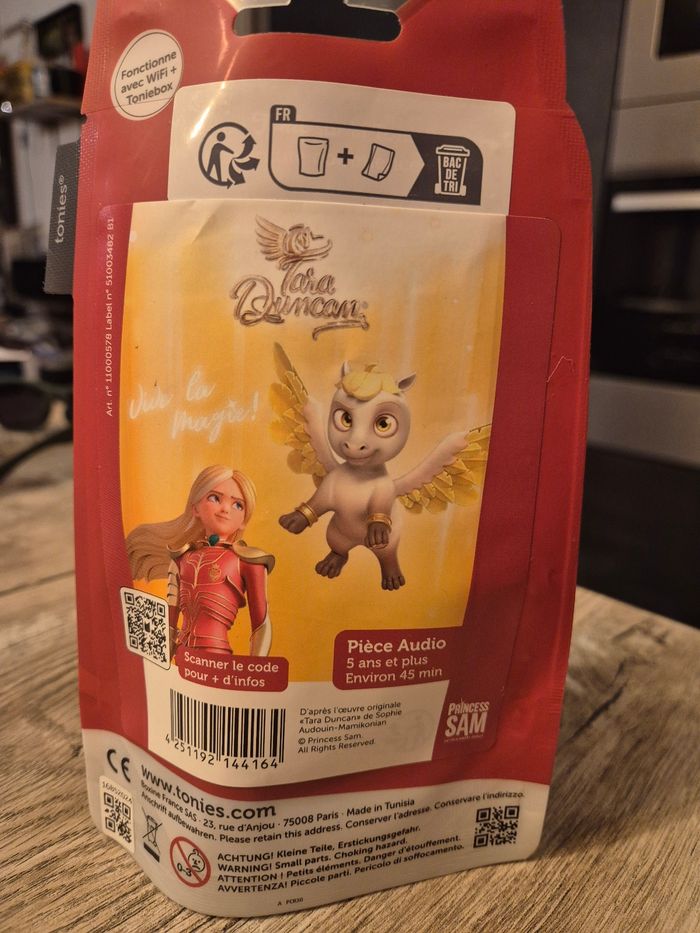 Fonctionne
avec WiFi +
Toniebox
FR
+
BAC
DE
TRI
tonies®
Art. n° 11000578 Label n° 51003482 B1
Tara
Duncan
Vive la
magie!
Scanner le code
pour + d'infos
Pièce Audio
5 ans et plus
Environ 45 min
4 251192 144164
D'après l'œuvre originale
«Tara Duncan» de Sophie
Audouin-Mamikonian
© Princess Sam.
All Rights Reserved.
PRINCESS
SAM
CE
16852024
www.tonies.com
Boxine France SAS · 23, rue d'Anjou · 75008 Paris · Made in Tunisia
Anschrift aufbewahren. Please retain this address. Conserver l'adresse. Conservare l'indirizzo.
0-3
ACHTUNG! Kleine Teile, Erstickungsgefahr.
WARNING! Small parts. Choking hazard.
ATTENTION ! Petits éléments. Danger d'étouffement.
AVVERTENZA! Piccole parti. Pericolo di soffocamento.